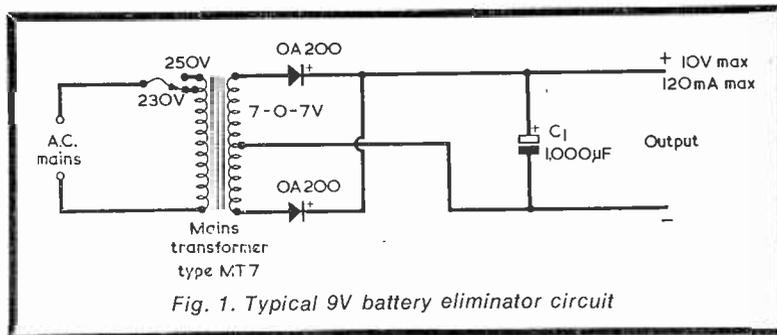 250V
230V
A.C.
mains
Mains
transformer
type MT7
OA200
7-0-7V
OA200
+
C1
1,000µF
+ 10V max
120mA max
Output
−
+
+
Fig. 1. Typical 9V battery eliminator circuit